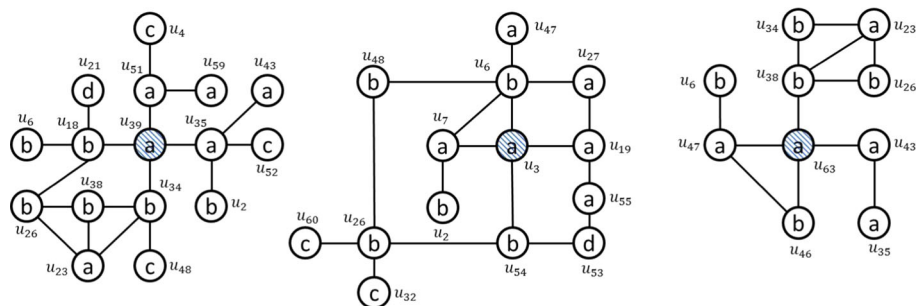 c u₄
u₂₁ u₅₁ u₅₉ u₄₃
d a a a
u₆ u₁₈ u₃₉ u₃₅
b b a a c
u₅₂
u₃₈ u₃₄
b b b b
u₂₆ u₂
a c
u₂₃ u₄₈
a u₄₇
u₄₈ u₆ u₂₇
b b a
u₇
a a a
u₃ u₁₉
a u₅₅
b
u₂
u₆₀ u₂₆
c b b d
u₅₄ u₅₃
c u₃₂
u₃₄ b a u₂₃
u₆ u₃₈
b b b u₂₆
u₄₇ a a a u₄₃
u₆₃
b a
u₄₆ u₃₅